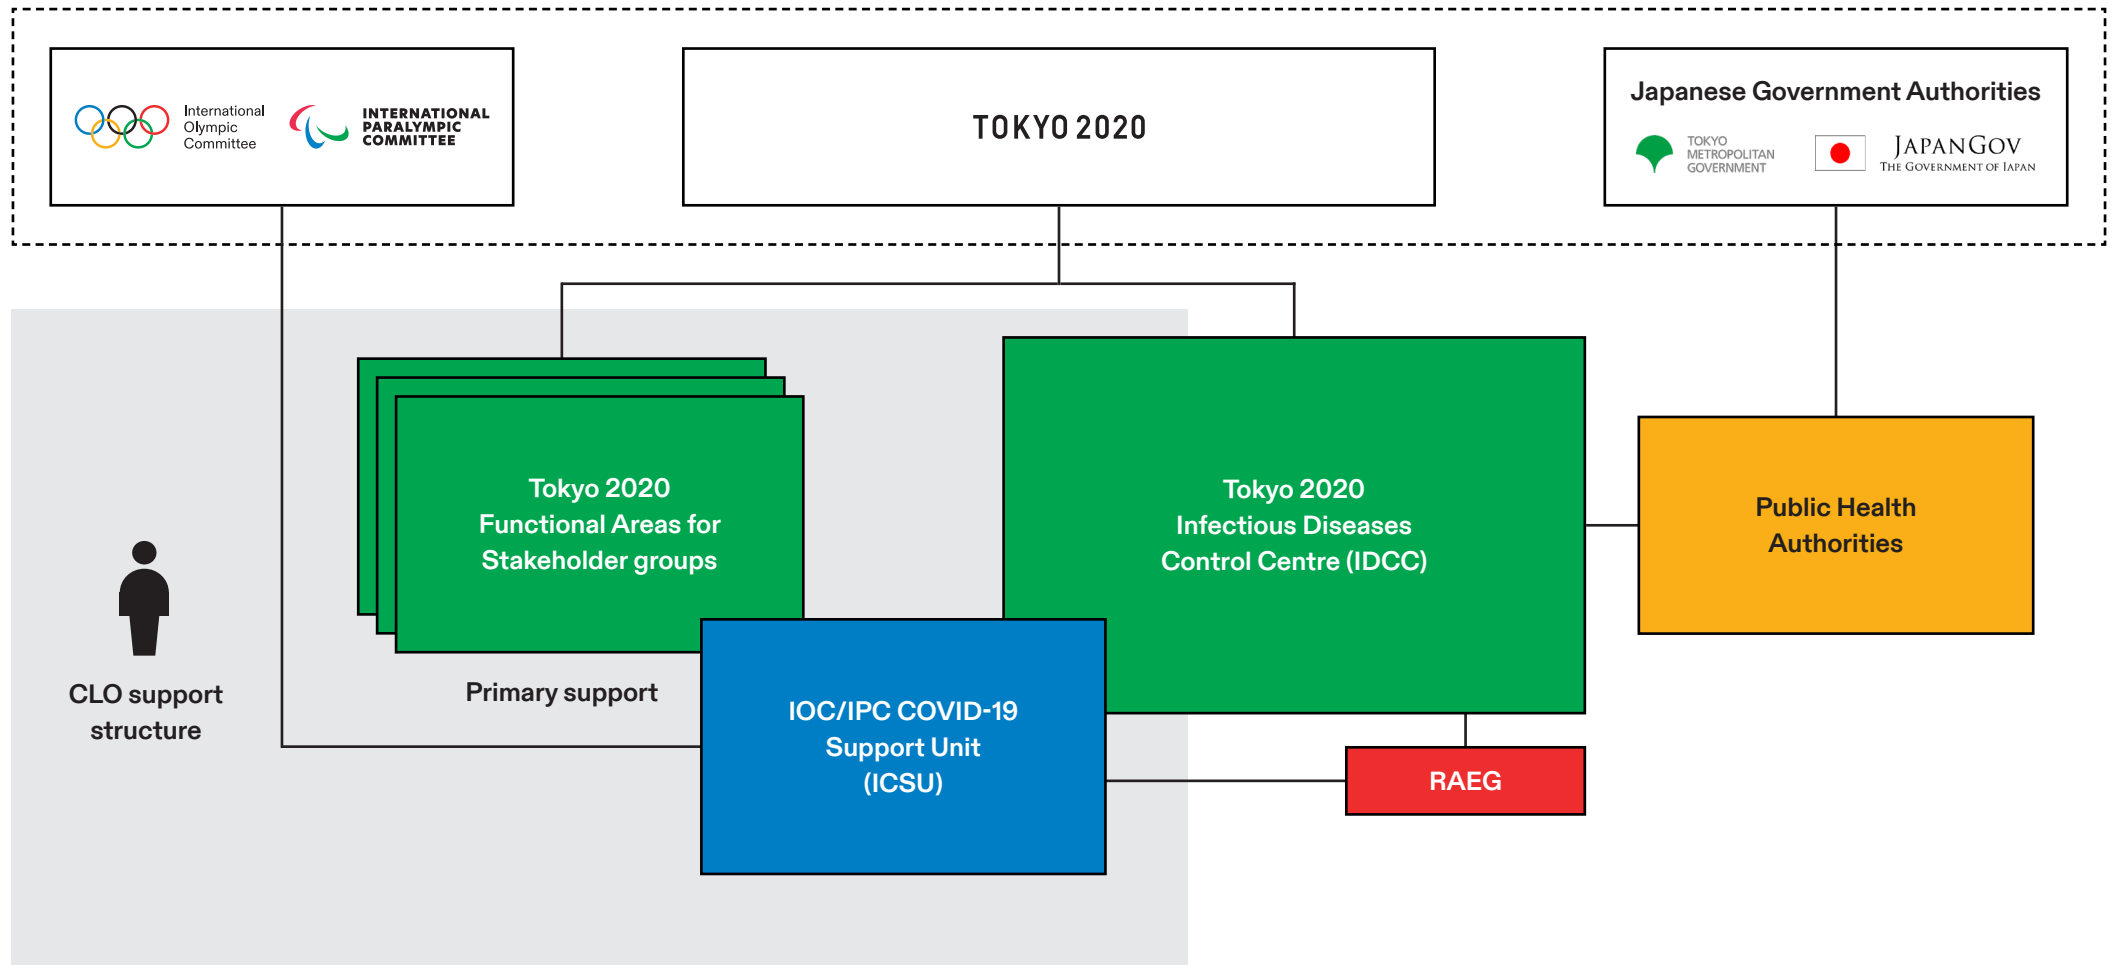 International
Olympic
Committee
INTERNATIONAL
PARALYMPIC
COMMITTEE
TOKYO 2020
Japanese Government Authorities
TOKYO
METROPOLITAN
GOVERNMENT
JAPANGOV
THE GOVERNMENT OF JAPAN
Tokyo 2020
Functional Areas for
Stakeholder groups
Tokyo 2020
Infectious Diseases
Control Centre (IDCC)
Public Health
Authorities
CLO support
structure
Primary support
IOC/IPC COVID-19
Support Unit
(ICSU)
RAEG